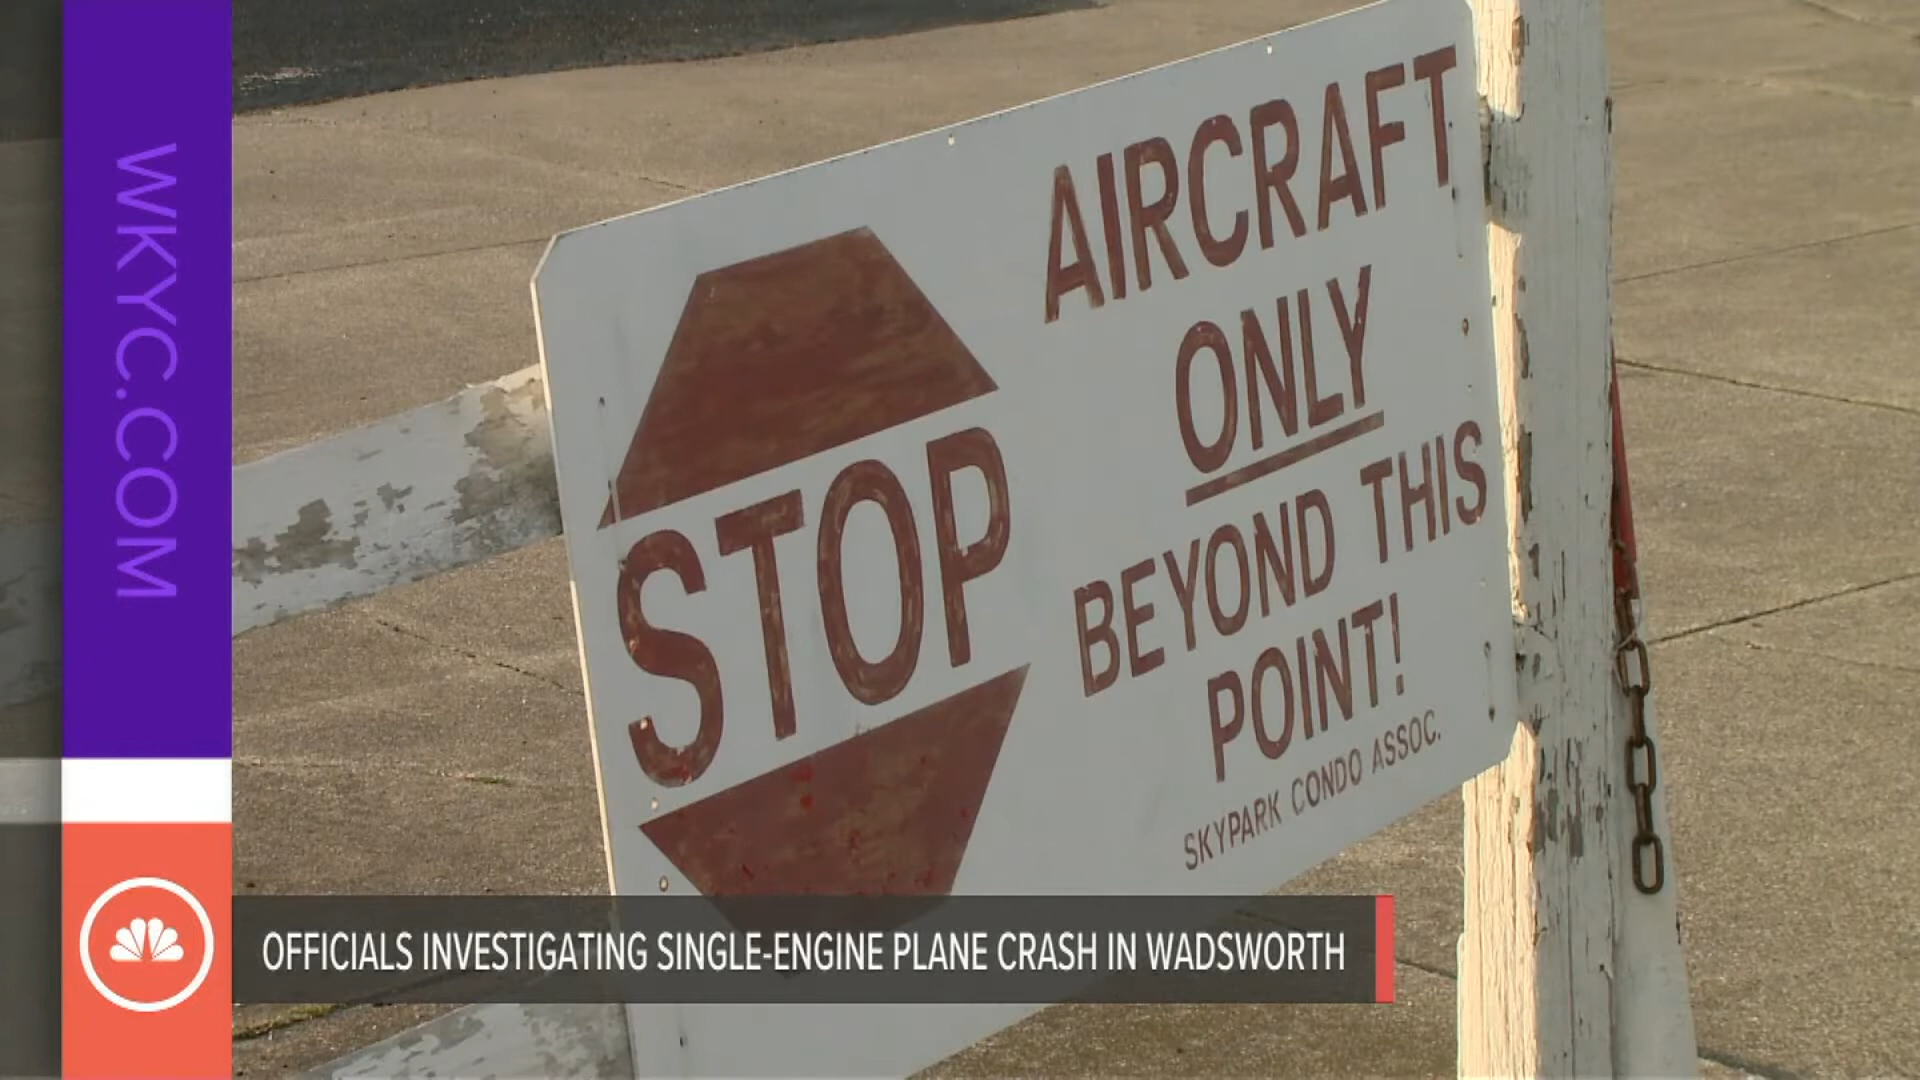 WKYC.COM
STOP
AIRCRAFT
ONLY
BEYOND THIS
POINT!
SKYPARK CONDO ASSOC.
OFFICIALS INVESTIGATING SINGLE-ENGINE PLANE CRASH IN WADSWORTH